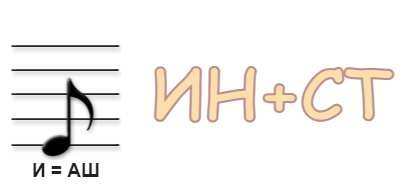 ИН+СТ
И = АШ